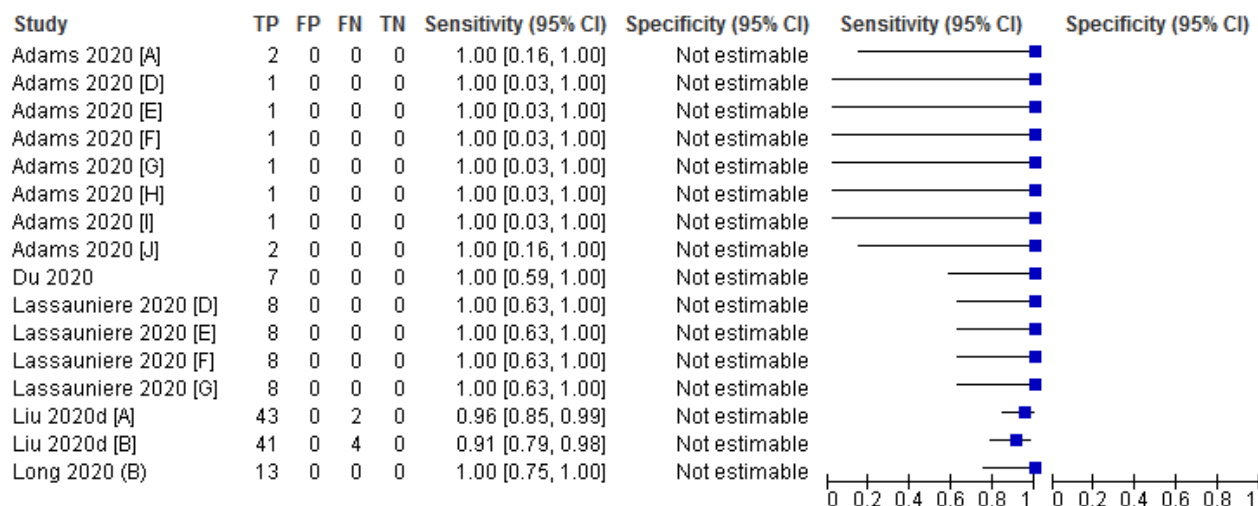 Study TP FP FN TN Sensitivity (95% CI) Specificity (95% CI) Sensitivity (95% CI) Specificity (95% CI)
Adams 2020 [A] 2 0 0 0 1.00 [0.16, 1.00] Not estimable
Adams 2020 [D] 1 0 0 0 1.00 [0.03, 1.00] Not estimable
Adams 2020 [E] 1 0 0 0 1.00 [0.03, 1.00] Not estimable
Adams 2020 [F] 1 0 0 0 1.00 [0.03, 1.00] Not estimable
Adams 2020 [G] 1 0 0 0 1.00 [0.03, 1.00] Not estimable
Adams 2020 [H] 1 0 0 0 1.00 [0.03, 1.00] Not estimable
Adams 2020 [I] 1 0 0 0 1.00 [0.03, 1.00] Not estimable
Adams 2020 [J] 2 0 0 0 1.00 [0.16, 1.00] Not estimable
Du 2020 7 0 0 0 1.00 [0.59, 1.00] Not estimable
Lassauniere 2020 [D] 8 0 0 0 1.00 [0.63, 1.00] Not estimable
Lassauniere 2020 [E] 8 0 0 0 1.00 [0.63, 1.00] Not estimable
Lassauniere 2020 [F] 8 0 0 0 1.00 [0.63, 1.00] Not estimable
Lassauniere 2020 [G] 8 0 0 0 1.00 [0.63, 1.00] Not estimable
Liu 2020d [A] 43 0 2 0 0.96 [0.85, 0.99] Not estimable
Liu 2020d [B] 41 0 4 0 0.91 [0.79, 0.98] Not estimable
Long 2020 (B) 13 0 0 0 1.00 [0.75, 1.00] Not estimable
0 0.2 0.4 0.6 0.8 1 0 0.2 0.4 0.6 0.8 1